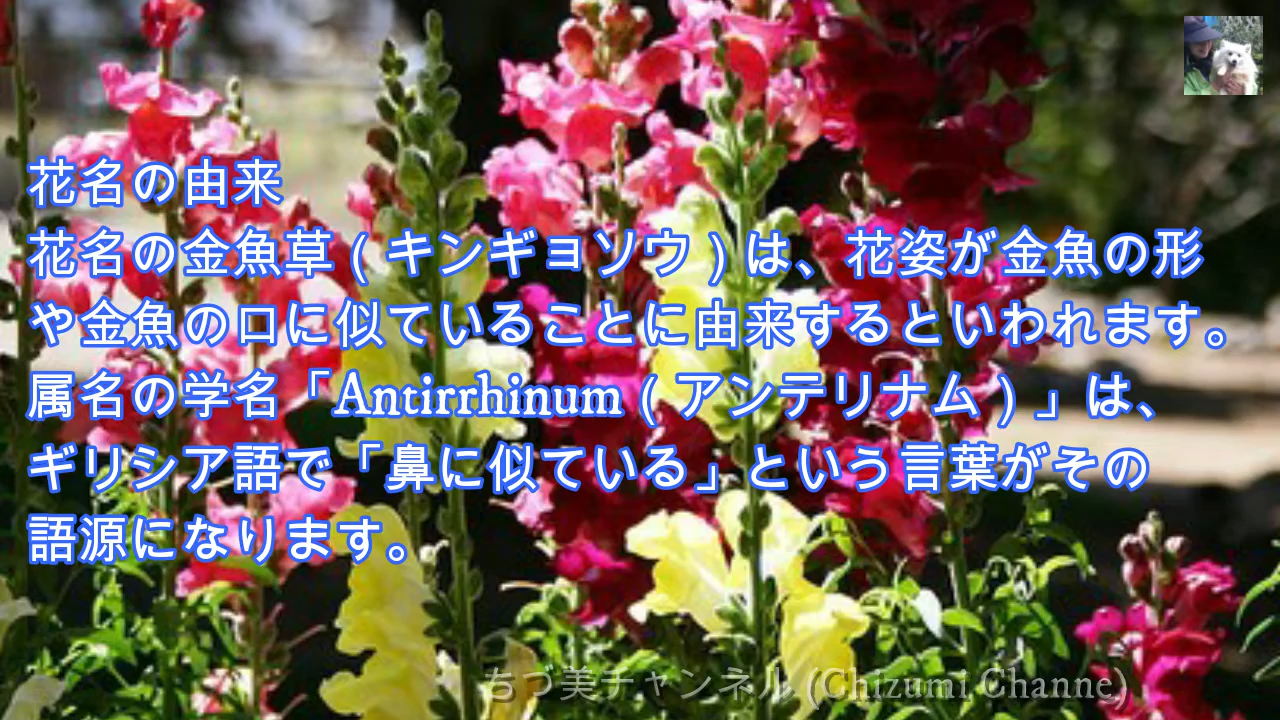 花名の由来
花名の金魚草(キンギョソウ)は、花姿が金魚の形
や金魚の口に似ていることに由来するといわれます。
属名の学名「Antirrhinum(アンテリナム)」は、
ギリシア語で「鼻に似ている」という言葉がその
語源になります。
ちづ美チャンネル (Chizumi Channe)